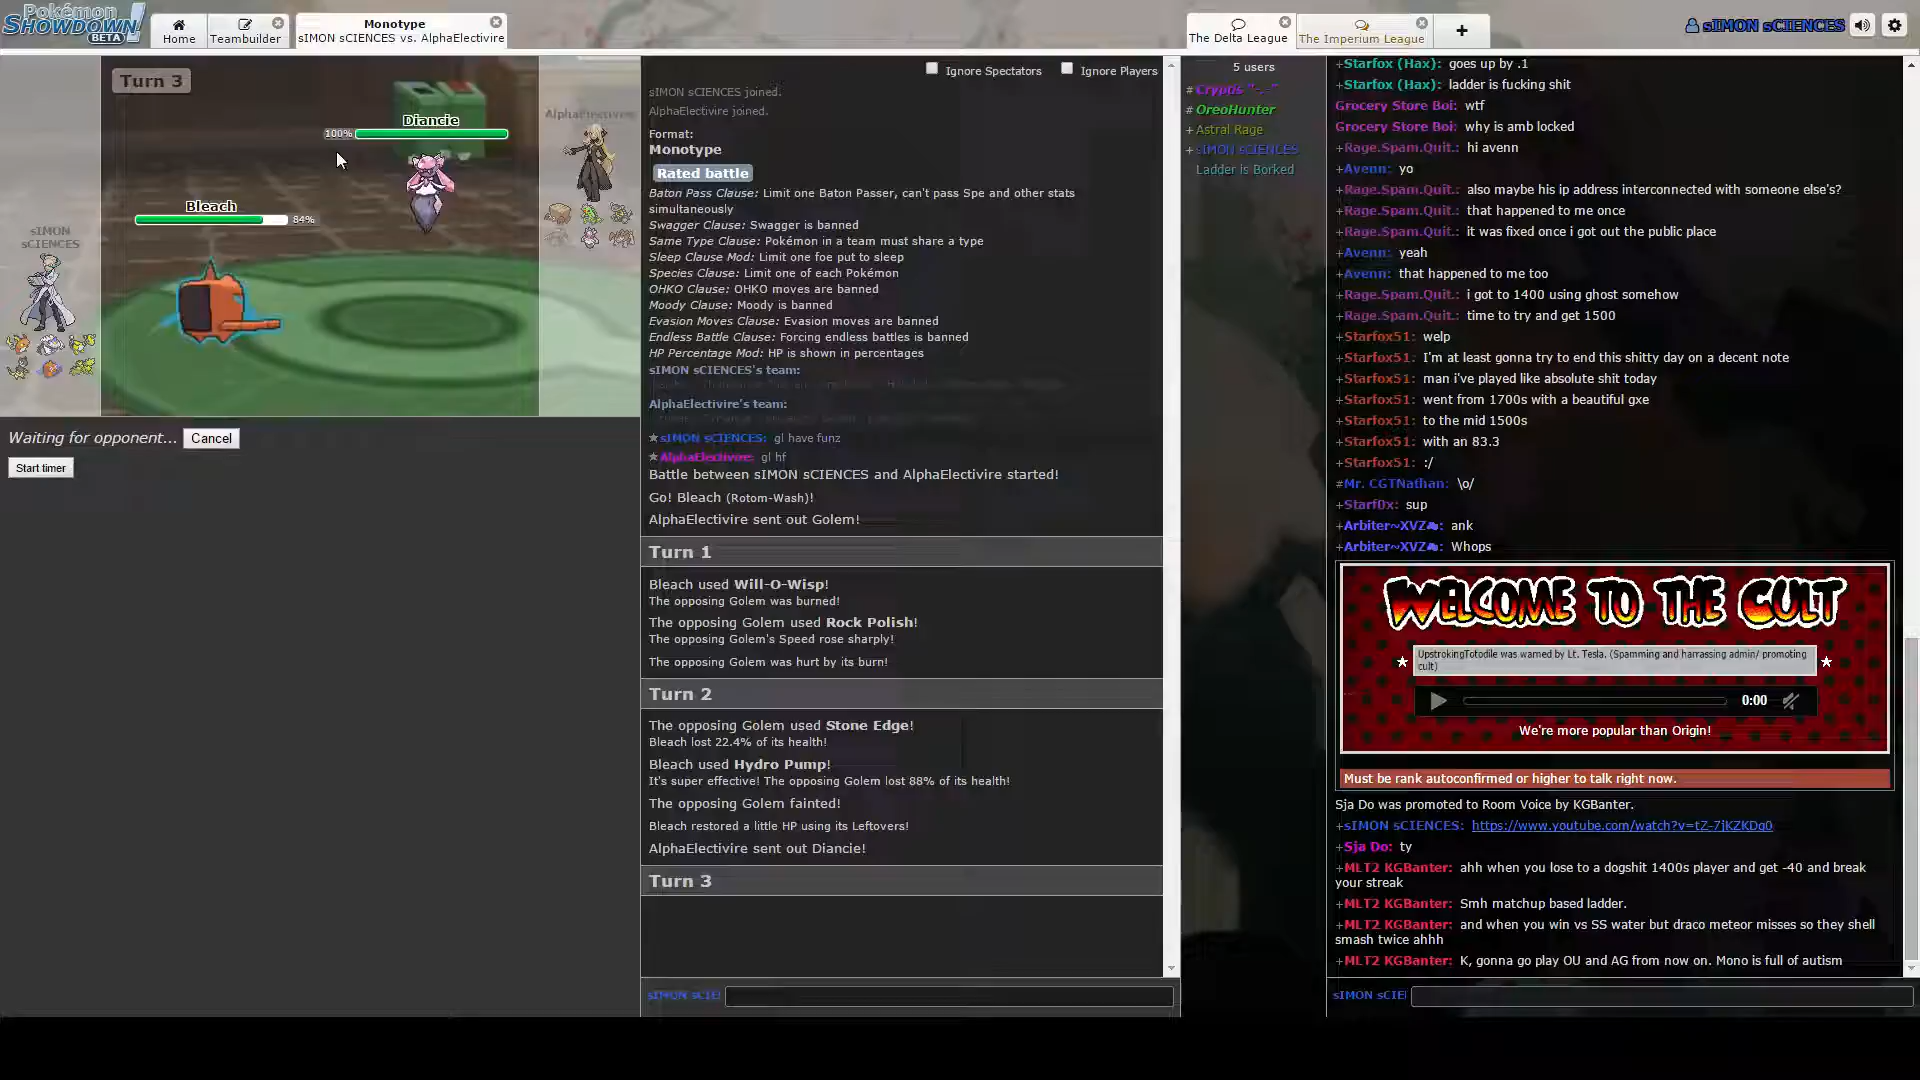 Pokémon
SHOWDOWN!
BETA
Home
Teambuilder
Monotype
sIMON sCIENCES vs. AlphaElectivire
The Delta League
The Imperium League
+
sIMON sCIENCES
Turn 3
Diancie
100%
Bleach
84%
AlphaElectivire
sIMON
sCIENCES
Waiting for opponent... Cancel
Start timer
Ignore Spectators
Ignore Players
sIMON sCIENCES joined.
AlphaElectivire joined.
Format:
Monotype
Rated battle
Baton Pass Clause: Limit one Baton Passer, can't pass Spe and other stats
simultaneously
Swagger Clause: Swagger is banned
Same Type Clause: Pokémon in a team must share a type
Sleep Clause Mod: Limit one foe put to sleep
Species Clause: Limit one of each Pokémon
OHKO Clause: OHKO moves are banned
Moody Clause: Moody is banned
Evasion Moves Clause: Evasion moves are banned
Endless Battle Clause: Forcing endless battles is banned
HP Percentage Mod: HP is shown in percentages
sIMON sCIENCES's team:
AlphaElectivire's team:
★sIMON sCIENCES: gl have funz
★AlphaElectivire: gl hf
Battle between sIMON sCIENCES and AlphaElectivire started!
Go! Bleach (Rotom-Wash)!
AlphaElectivire sent out Golem!
Turn 1
Bleach used Will-O-Wisp!
The opposing Golem was burned!
The opposing Golem used Rock Polish!
The opposing Golem's Speed rose sharply!
The opposing Golem was hurt by its burn!
Turn 2
The opposing Golem used Stone Edge!
Bleach lost 22.4% of its health!
Bleach used Hydro Pump!
It's super effective! The opposing Golem lost 88% of its health!
The opposing Golem fainted!
Bleach restored a little HP using its Leftovers!
AlphaElectivire sent out Diancie!
Turn 3
sIMON sCIE
5 users
# Cryptis "-.-"
# OreoHunter
+ Astral Rage
+ sIMON sCIENCES
Ladder is Borked
+Starfox (Hax): goes up by .1
+Starfox (Hax): ladder is fucking shit
Grocery Store Boi: wtf
Grocery Store Boi: why is amb locked
+Rage.Spam.Quit.: hi avenn
+Avenn: yo
+Rage.Spam.Quit.: also maybe his ip address interconnected with someone else's?
+Rage.Spam.Quit.: that happened to me once
+Rage.Spam.Quit.: it was fixed once i got out the public place
+Avenn: yeah
+Avenn: that happened to me too
+Rage.Spam.Quit.: i got to 1400 using ghost somehow
+Rage.Spam.Quit.: time to try and get 1500
+Starfox51: welp
+Starfox51: I'm at least gonna try to end this shitty day on a decent note
+Starfox51: man i've played like absolute shit today
+Starfox51: went from 1700s with a beautiful gxe
+Starfox51: to the mid 1500s
+Starfox51: with an 83.3
+Starfox51: :/
#Mr. CGTNathan: \o/
+Starf0x: sup
+Arbiter~XVZ: ank
+Arbiter~XVZ: Whops
WELCOME TO THE CULT
★ UpstrokingTotodile was warned by Lt. Tesla. (Spamming and harrassing admin/ promoting
cult) ★
0:00
We're more popular than Origin!
Must be rank autoconfirmed or higher to talk right now.
Sja Do was promoted to Room Voice by KGBanter.
+sIMON sCIENCES: https://www.youtube.com/watch?v=tZ-7jKZKDq0
+Sja Do: ty
+MLT2 KGBanter: ahh when you lose to a dogshit 1400s player and get -40 and break
your streak
+MLT2 KGBanter: Smh matchup based ladder.
+MLT2 KGBanter: and when you win vs SS water but draco meteor misses so they shell
smash twice ahhh
+MLT2 KGBanter: K, gonna go play OU and AG from now on. Mono is full of autism
sIMON sCIE